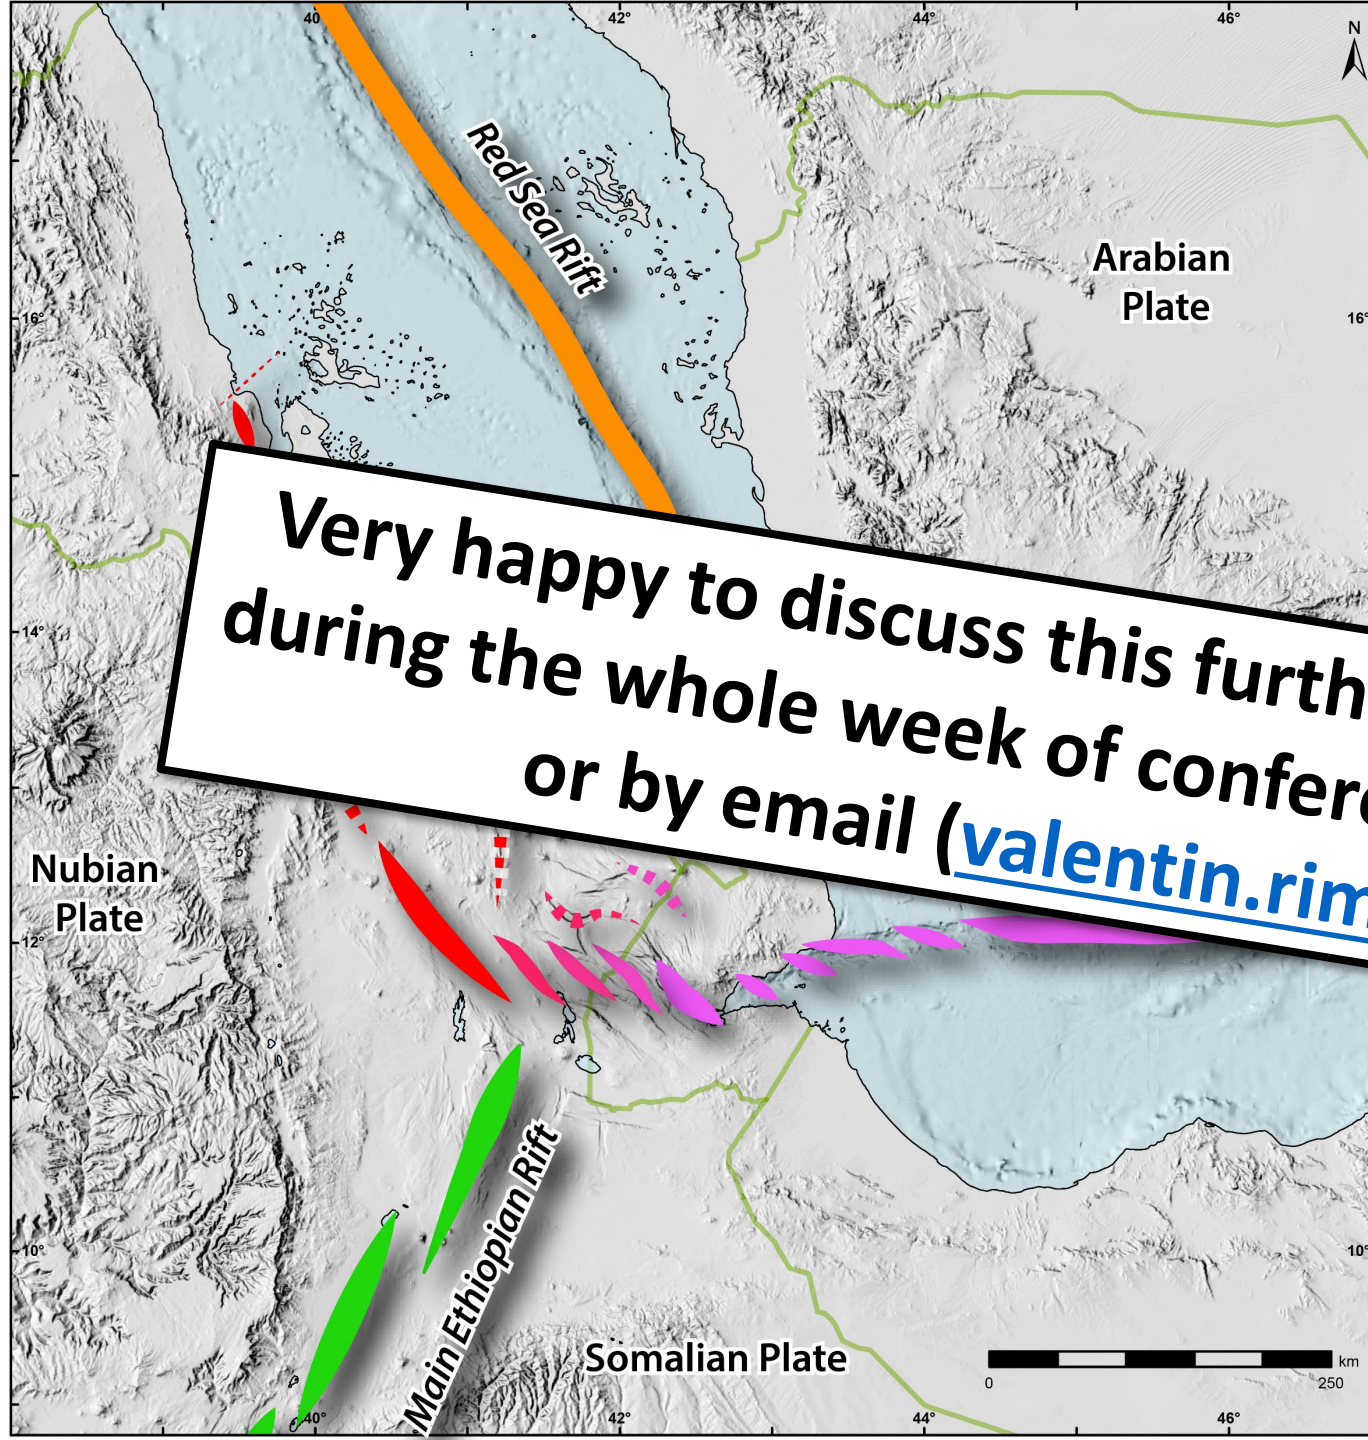 40
42°
44°
46°
N
Red Sea Rift
Arabian
Plate
16°
16°
Very happy to discuss this furth
during the whole week of confere
or by email (valentin.rim
14°
Nubian
Plate
12°
10°
10°
Main Ethiopian Rift
Somalian Plate
km
0
250
40°
42°
44°
46°